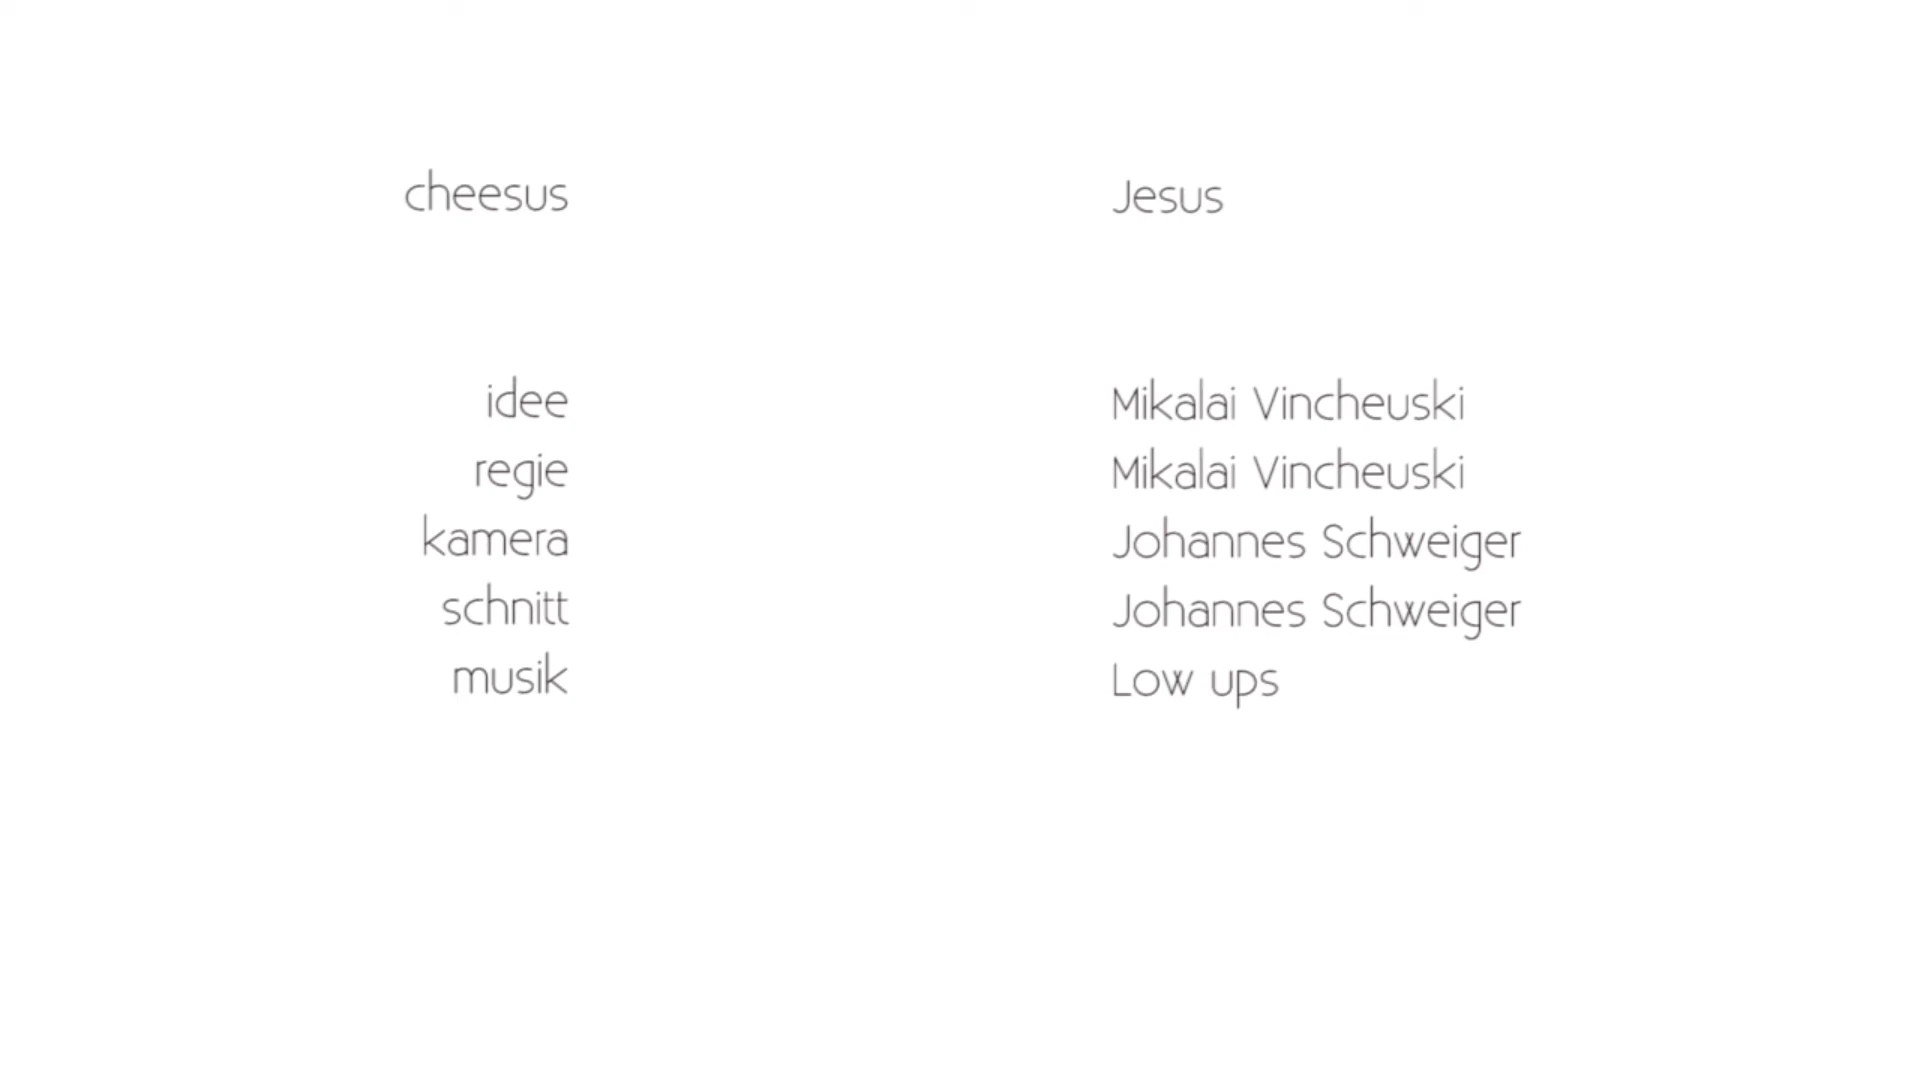 cheesus Jesus
idee Mikalai Vincheuski
regie Mikalai Vincheuski
kamera Johannes Schweiger
schnitt Johannes Schweiger
musik Low ups